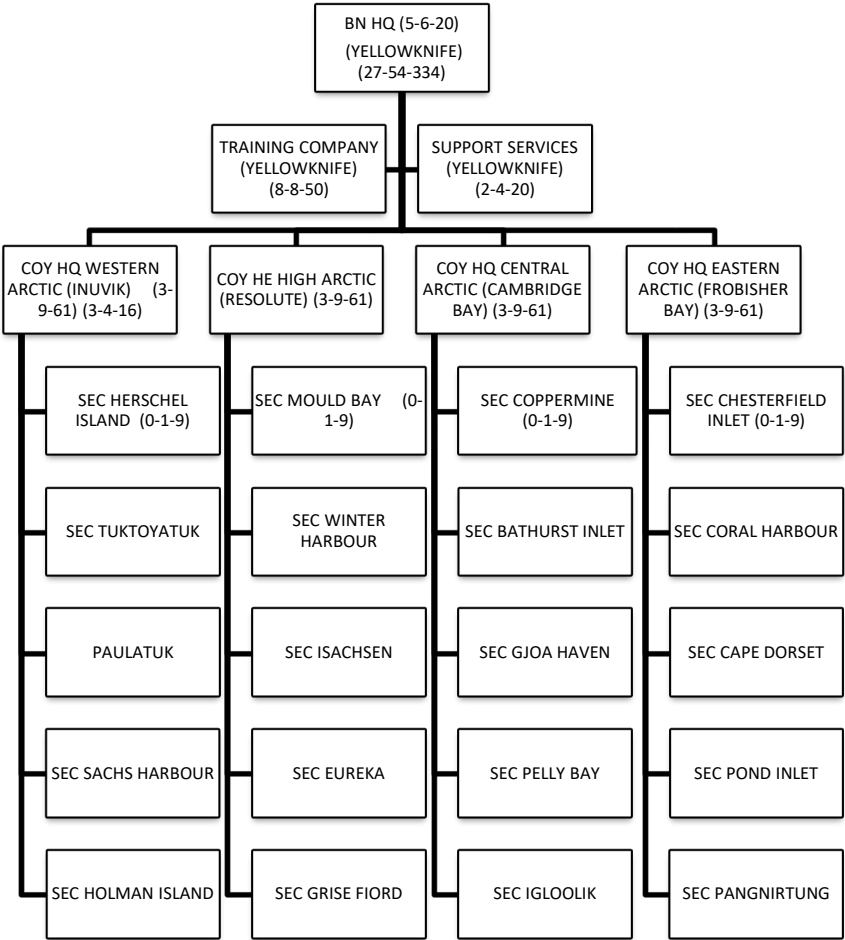 BN HQ (5-6-20)
(YELLOWKNIFE)
(27-54-334)
TRAINING COMPANY
(YELLOWKNIFE)
(8-8-50)
SUPPORT SERVICES
(YELLOWKNIFE)
(2-4-20)
COY HQ WESTERN
ARCTIC (INUVIK) (3-
9-61) (3-4-16)
COY HE HIGH ARCTIC
(RESOLUTE) (3-9-61)
COY HQ CENTRAL
ARCTIC (CAMBRIDGE
BAY) (3-9-61)
COY HQ EASTERN
ARCTIC (FROBISHER
BAY) (3-9-61)
SEC HERSCHEL
ISLAND (0-1-9)
SEC TUKTOYATUK
PAULATUK
SEC SACHS HARBOUR
SEC HOLMAN ISLAND
SEC MOULD BAY (0-
1-9)
SEC WINTER
HARBOUR
SEC ISACHSEN
SEC EUREKA
SEC GRISE FIORD
SEC COPPERMINE
(0-1-9)
SEC BATHURST INLET
SEC GJOA HAVEN
SEC PELLY BAY
SEC IGLOOLIK
SEC CHESTERFIELD
INLET (0-1-9)
SEC CORAL HARBOUR
SEC CAPE DORSET
SEC POND INLET
SEC PANGNIRTUNG